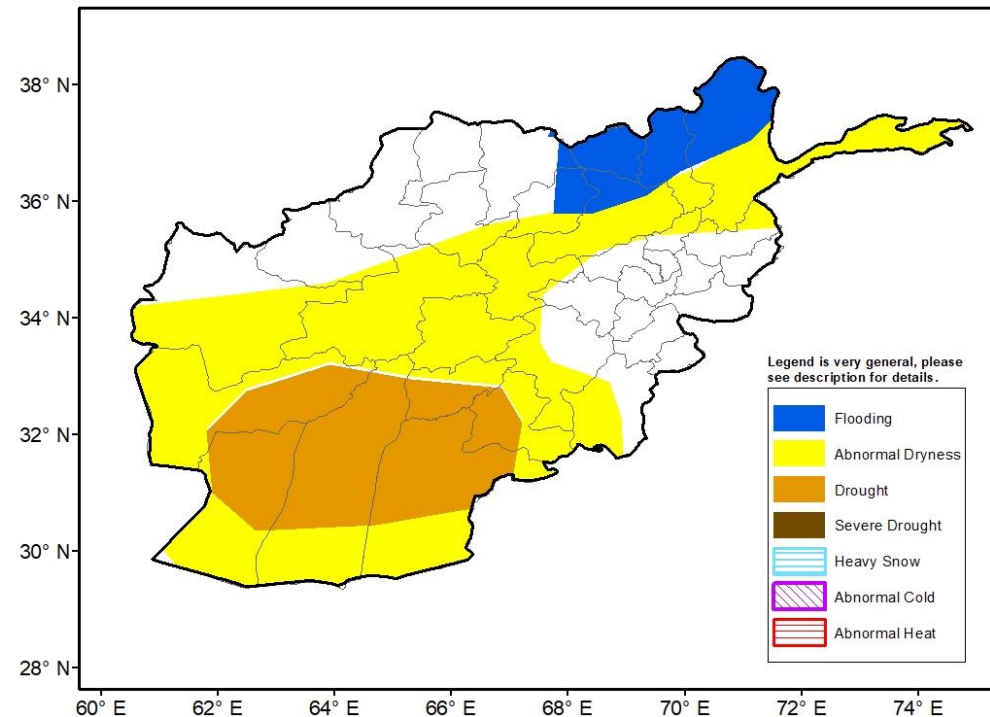 38° N
36° N
34° N
32° N
30° N
28° N
Legend is very general, please
see description for details.
Flooding
Abnormal Dryness
Drought
Severe Drought
Heavy Snow
Abnormal Cold
Abnormal Heat
60° E 62° E 64° E 66° E 68° E 70° E 72° E 74° E